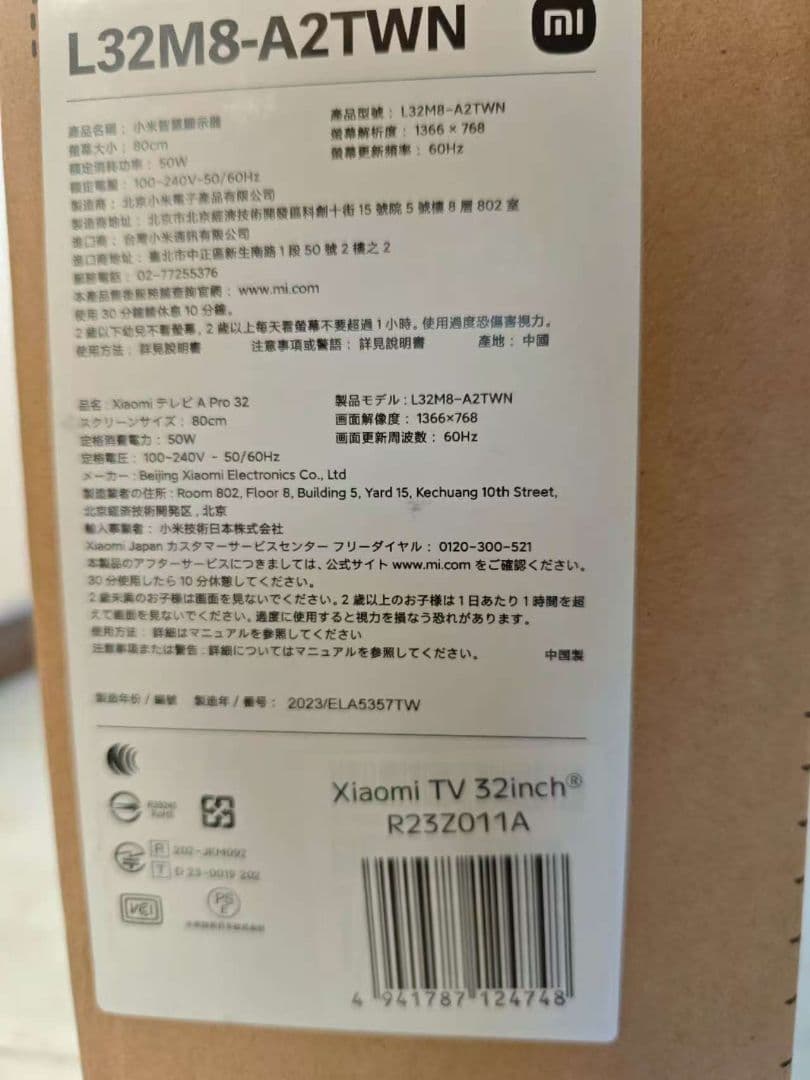 L32M8-A2TWN
mi
產品名稱：小米智慧顯示器
產品型號：L32M8-A2TWN
螢幕大小：80cm
螢幕解析度：1366 × 768
額定消耗功率：50W
螢幕更新頻率：60Hz
額定電壓：100-240V~50/60Hz
製造商：北京小米電子產品有限公司
製造商地址：北京市北京經濟技術開發區科創十街 15 號院 5 號樓 8 層 802 室
進口商：台灣小米通訊有限公司
進口商地址：臺北市中正區新生南路 1 段 50 號 2 樓之 2
服務電話：02-77255376
本產品售後服務請查詢官網：www.mi.com
使用 30 分鐘請休息 10 分鐘。
2 歲以下幼兒不看螢幕，2 歲以上每天看螢幕不要超過 1 小時。使用過度恐傷害視力。
使用方法：詳見說明書 注意事項或警語：詳見說明書 產地：中國
品名：Xiaomi テレビ A Pro 32
製品モデル：L32M8-A2TWN
スクリーンサイズ：80cm
画面解像度：1366×768
定格消費電力：50W
画面更新周波数：60Hz
定格電圧：100-240V ~ 50/60Hz
メーカー：Beijing Xiaomi Electronics Co., Ltd
製造業者の住所：Room 802, Floor 8, Building 5, Yard 15, Kechuang 10th Street,
北京経済技術開発区，北京
輸入事業者：小米技術日本株式会社
Xiaomi Japan カスタマーサービスセンター フリーダイヤル：0120-300-521
本製品のアフターサービスにつきましては、公式サイト www.mi.com をご確認ください。
30 分使用したら 10 分休憩してください。
2 歳未満のお子様は画面を見ないでください。2 歳以上のお子様は 1 日あたり 1 時間を超
えて画面を見ないでください。過度に使用すると視力を損なう恐れがあります。
使用方法：詳細はマニュアルを参照してください
注意事項または警告：詳細についてはマニュアルを参照してください。
中国製
製造年份 / 編號 製造年 / 番号：2023/ELA5357TW
Xiaomi TV 32inch®
R23Z011A
R
T D 23-0019 202
VCCI
PS
E
4 941787 124748